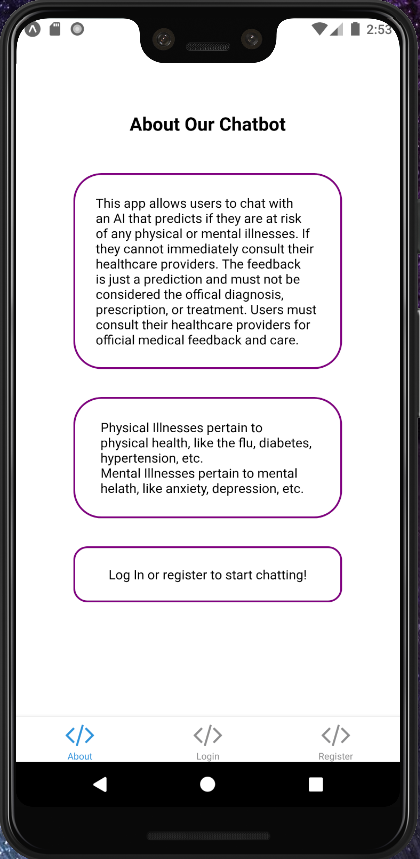 2:53
About Our Chatbot
This app allows users to chat with
an AI that predicts if they are at risk
of any physical or mental illnesses. If
they cannot immediately consult their
healthcare providers. The feedback
is just a prediction and must not be
considered the offical diagnosis,
prescription, or treatment. Users must
consult their healthcare providers for
official medical feedback and care.
Physical Illnesses pertain to
physical health, like the flu, diabetes,
hypertension, etc.
Mental Illnesses pertain to mental
helath, like anxiety, depression, etc.
Log In or register to start chatting!
About Login Register